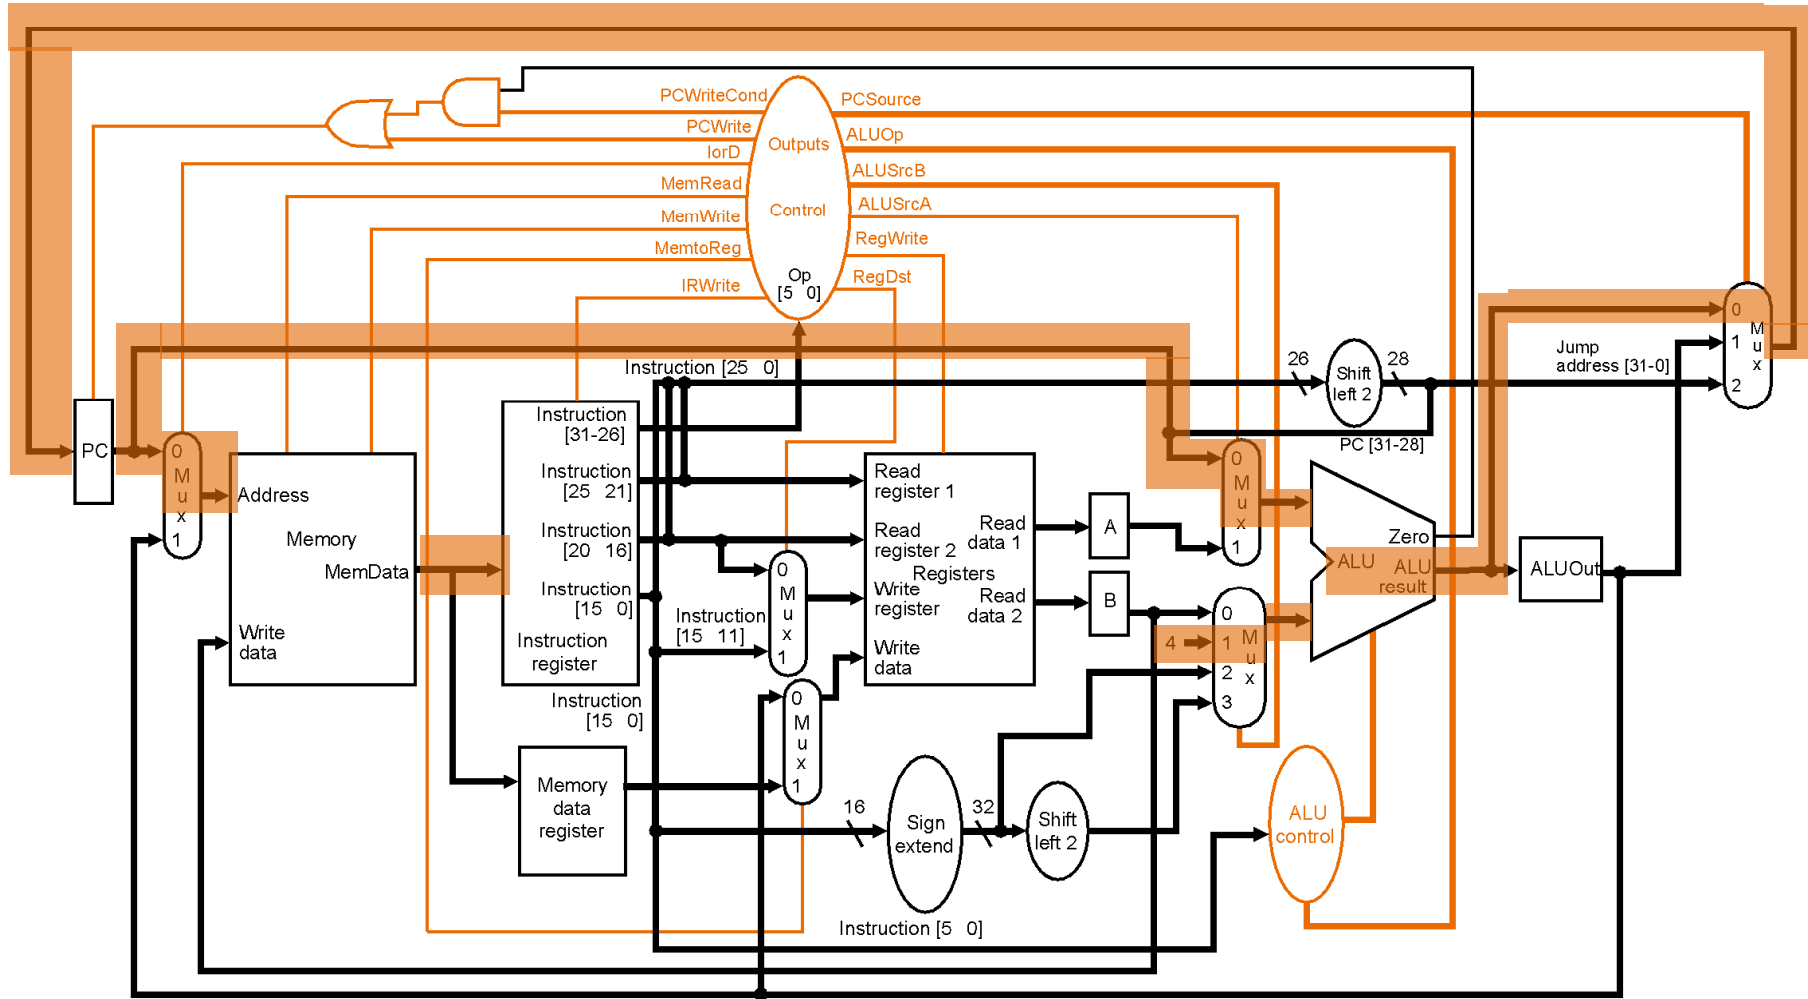 PCWriteCond
PCSource
PCWrite
ALUOp
Outputs
IorD
ALUSrcB
MemRead
ALUSrcA
Control
MemWrite
RegWrite
MemtoReg
RegDst
Op
[5 0]
IRWrite
0
M
u
x
1
2
Jump
address [31-0]
26
28
Shift
left 2
Instruction [25 0]
PC [31-28]
PC
0
M
u
x
1
Address
Memory
MemData
Write
data
Instruction
[31-26]
Instruction
[25 21]
Instruction
[20 16]
Instruction
[15 0]
Instruction
register
Instruction
[15 11]
0
M
u
x
1
Read
register 1
Read
register 2
Registers
Write
register
Write
data
Read
data 1
Read
data 2
A
B
0
M
u
x
1
4
0
1
2
3
M
u
x
Zero
ALU
ALU
result
ALUOut
Instruction
[15 0]
0
M
u
x
1
Memory
data
register
16
Sign
extend
32
Shift
left 2
ALU
control
Instruction [5 0]